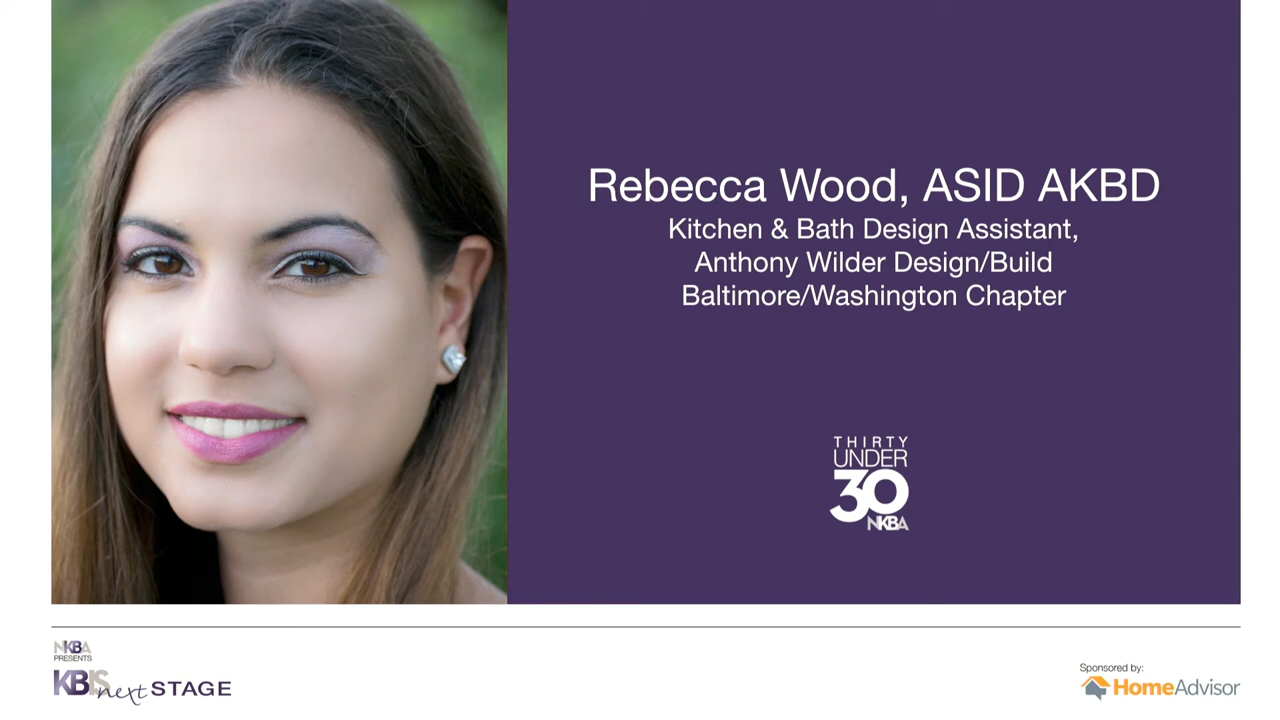 Rebecca Wood, ASID AKBD
Kitchen & Bath Design Assistant,
Anthony Wilder Design/Build
Baltimore/Washington Chapter
THIRTY
UNDER
30
NKBA
NKBA
PRESENTS
KBIS next STAGE
Sponsored by:
HomeAdvisor